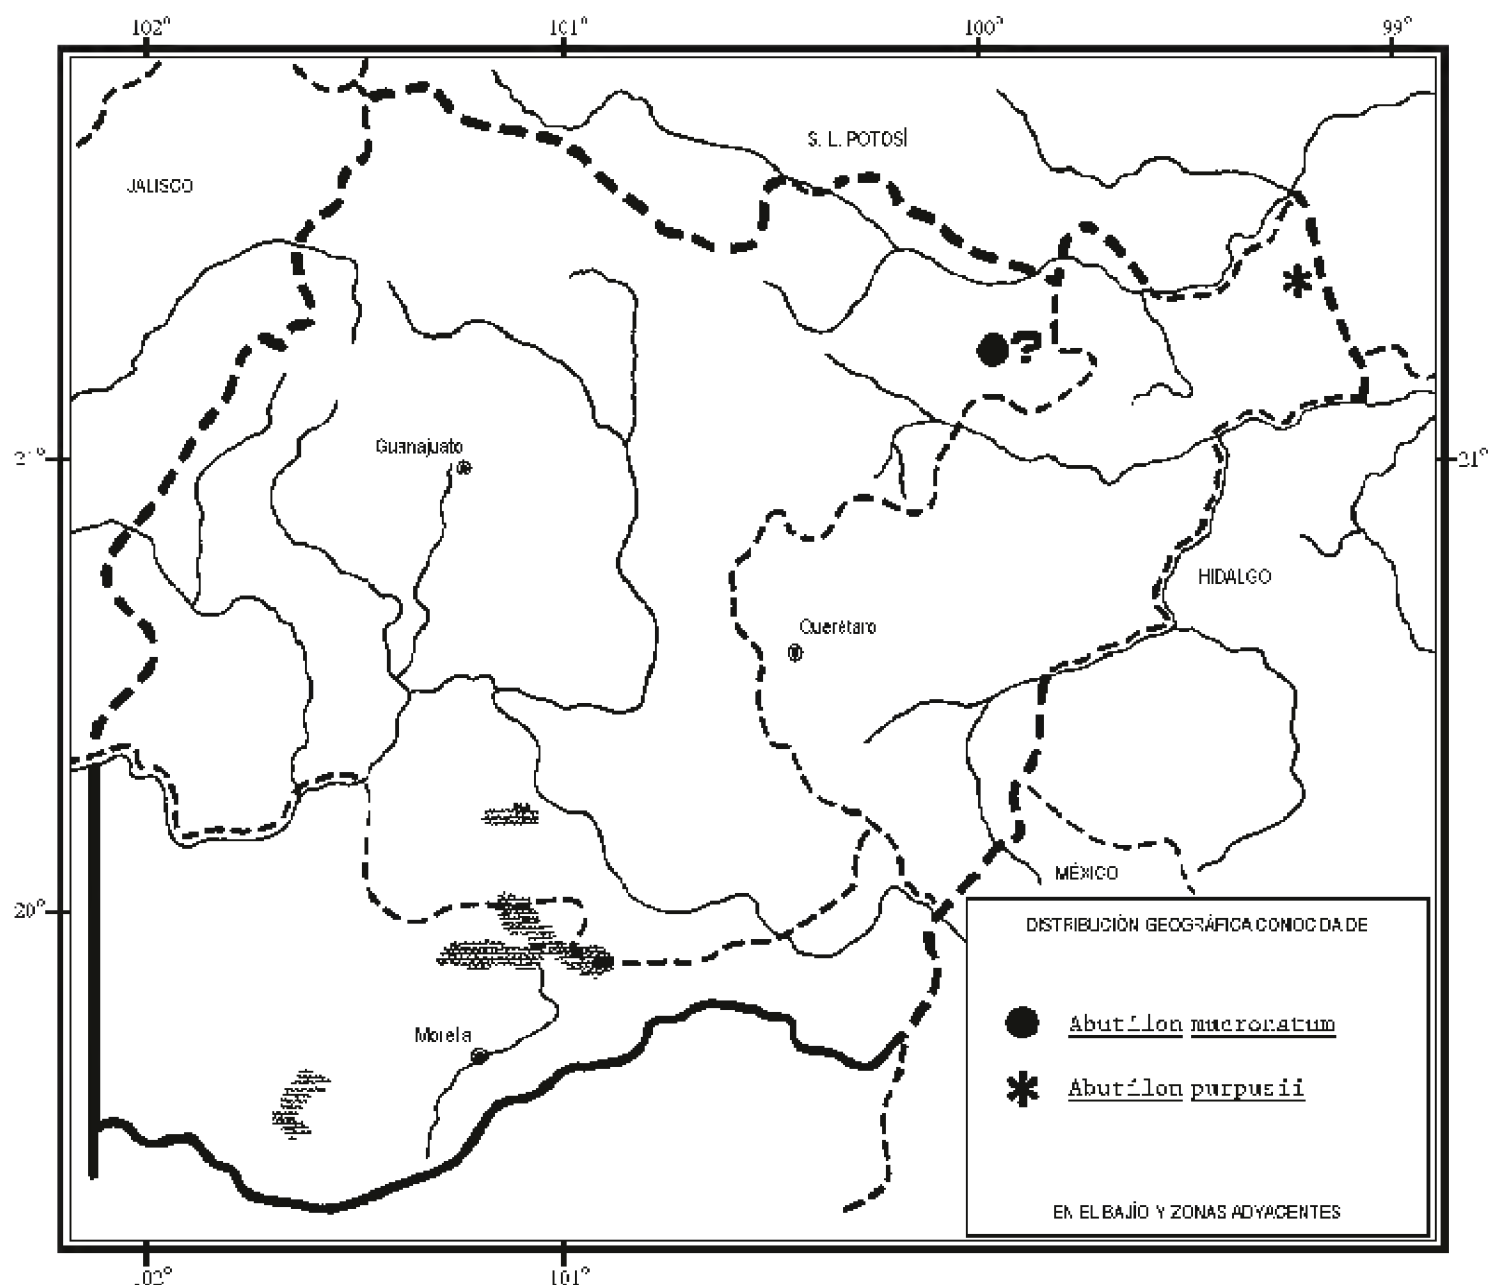 102°
101°
100°
99°
S. L. POTOSÍ
JALISCO
?
Guanajuato
21°
21°
HIDALGO
Querétaro
MÉXICO
20°
DISTRIBUCIÓN GEOGRÁFICA CONOCIDA DE
Abutilon mucronatum
Morelia
Abutilon purpusii
EN EL BAJÍO Y ZONAS ADYACENTES
102°
101°